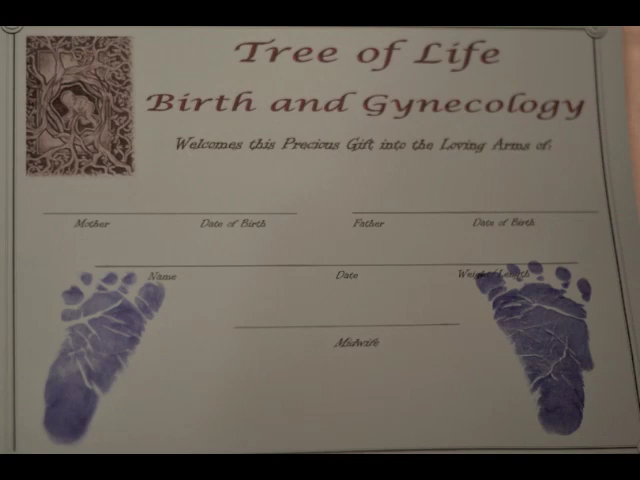 Tree of Life
Birth and Gynecology
Welcomes this Precious Gift into the Loving Arms of:
Mother Date of Birth Father Date of Birth
Name Date Weight/Length
Midwife